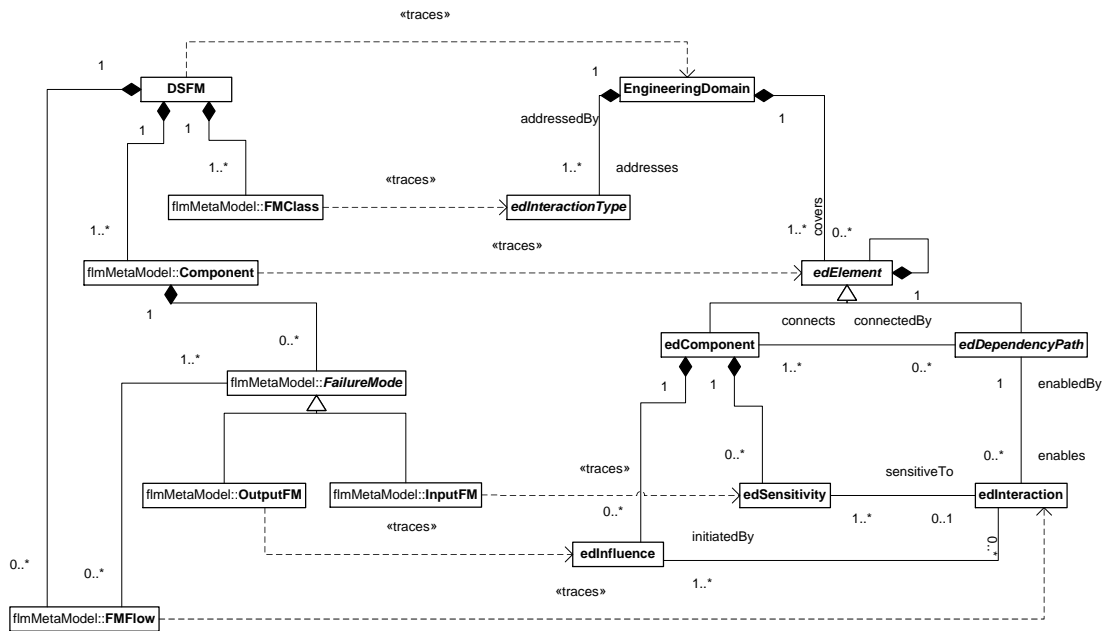 «traces»
1
1
DSFM
EngineeringDomain
addressedBy
1
1
1
1..*
1..*
addresses
«traces»
flmMetaModel::FMClass
edInteractionType
covers
1..*
1..*
0..*
«traces»
flmMetaModel::Component
edElement
1
1
connects
connectedBy
0..*
edComponent
edDependencyPath
1..*
1..*
0..*
flmMetaModel::FailureMode
1
1
1
enabledBy
0..*
0..*
enables
«traces»
sensitiveTo
flmMetaModel::OutputFM
flmMetaModel::InputFM
edSensitivity
edInteraction
0..*
1..*
0..1
«traces»
initiatedBy
0..*
edInfluence
0..*
0..*
1..*
«traces»
flmMetaModel::FMFlow